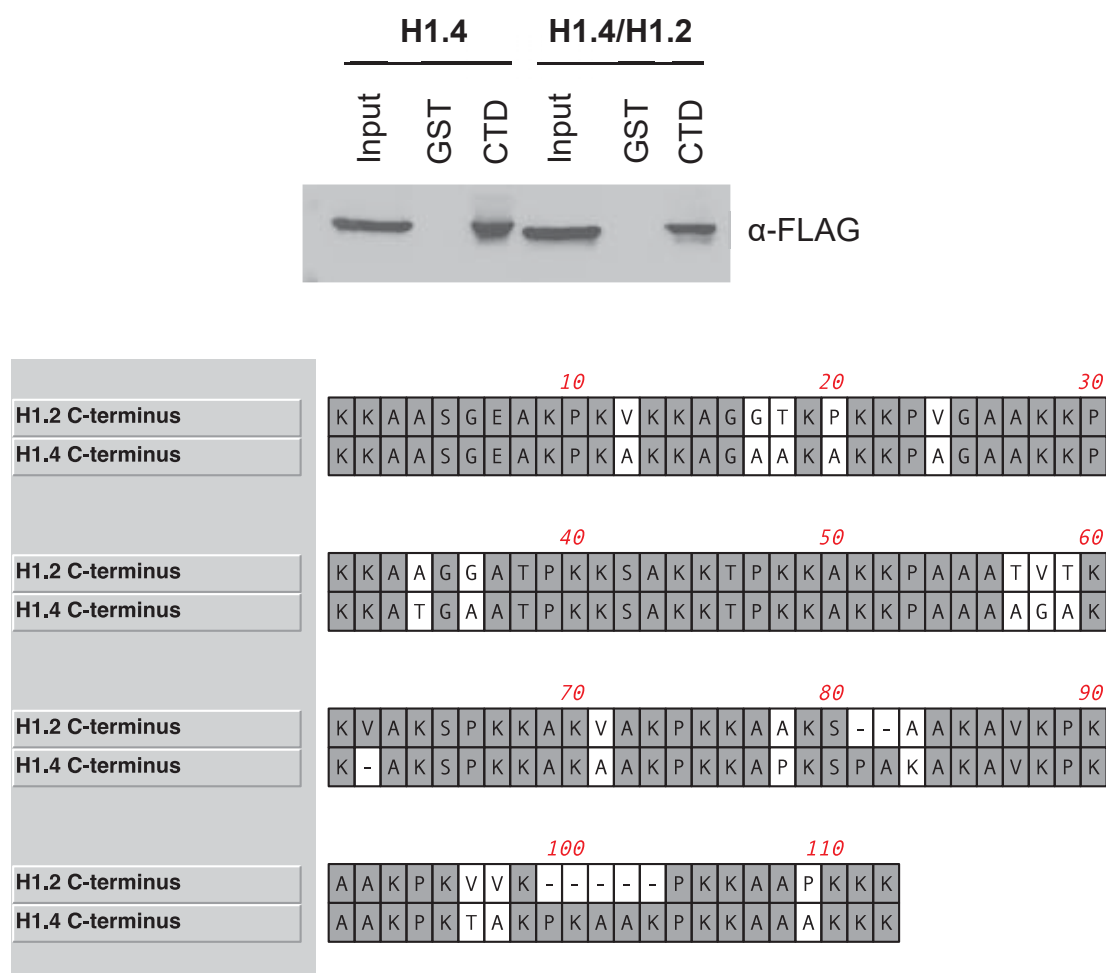 H1.4 H1.4/H1.2
Input GST CTD Input GST CTD
α-FLAG
10 20 30
H1.2 C-terminus K K A A S G E A K P K V K K A G G T K P K K P V G A A K K P
H1.4 C-terminus K K A A S G E A K P K A K K A G A A K A K K P A G A A K K P
40 50 60
H1.2 C-terminus K K A A G G A T P K K S A K K T P K K A K K P A A A T V T K
H1.4 C-terminus K K A T G A A T P K K S A K K T P K K A K K P A A A A G A K
70 80 90
H1.2 C-terminus K V A K S P K K A K V A K P K K A A K S - - A A K A V K P K
H1.4 C-terminus K - A K S P K K A K A A K P K K A P K S P A K A K A V K P K
100 110
H1.2 C-terminus A A K P K V V K - - - - - P K K A A P K K K
H1.4 C-terminus A A K P K T A K P K A A K P K K A A A K K K